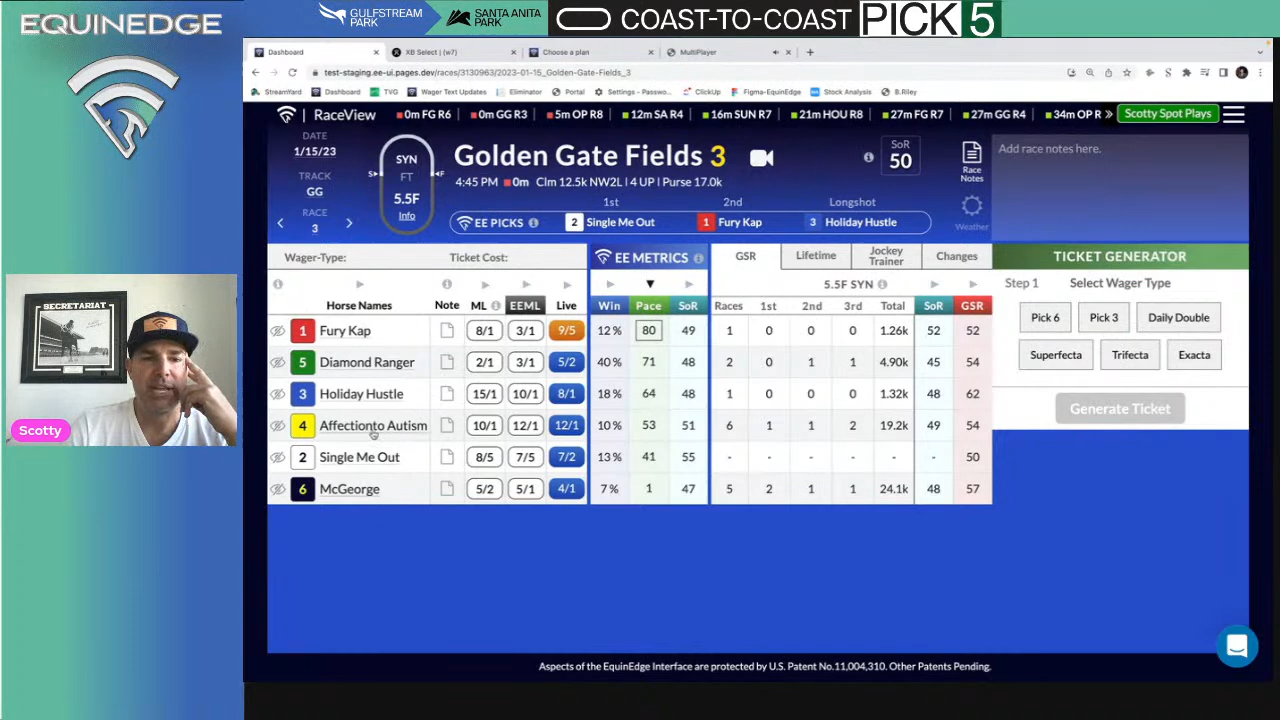 EQUINEDGE
GULFSTREAM PARK
SANTA ANITA PARK
COAST-TO-COAST PICK 5
Dashboard
XB Select | (w7)
Choose a plan
MultiPlayer
test-staging.ee-ui.pages.dev/races/3130963/2023-01-15_Golden-Gate-Fields_3
StreamYard Dashboard TVG Wager Text Updates Eliminator Portal Settings - Passwo... ClickUp Figma-EquinEdge Stock Analysis B.Riley
RaceView 0m FG R6 0m GG R3 5m OP R8 12m SA R4 16m SUN R7 21m HOU R8 27m FG R7 27m GG R4 34m OP R » Scotty Spot Plays
DATE
1/15/23
TRACK
GG
RACE
3
SYN
FT
S F
5.5F
Info
Golden Gate Fields 3
4:45 PM 0m Clm 12.5k NW2L | 4 UP | Purse 17.0k
SoR
50
Race Notes
Weather
Add race notes here.
1st 2nd Longshot
EE PICKS 2 Single Me Out 1 Fury Kap 3 Holiday Hustle
Wager-Type: Ticket Cost:
EE METRICS
GSR Lifetime Jockey Trainer Changes
5.5F SYN
Horse Names Note ML EEML Live Win Pace SoR Races 1st 2nd 3rd Total SoR GSR
1 Fury Kap 8/1 3/1 9/5 12% 80 49 1 0 0 0 1.26k 52 52
5 Diamond Ranger 2/1 3/1 5/2 40% 71 48 2 0 1 1 4.90k 45 54
3 Holiday Hustle 15/1 10/1 8/1 18% 64 48 1 0 0 0 1.32k 48 62
4 Affectionto Autism 10/1 12/1 12/1 10% 53 51 6 1 1 2 19.2k 49 54
2 Single Me Out 8/5 7/5 7/2 13% 41 55 - - - - - - 50
6 McGeorge 5/2 5/1 4/1 7% 1 47 5 2 1 1 24.1k 48 57
TICKET GENERATOR
Step 1 Select Wager Type
Pick 6 Pick 3 Daily Double
Superfecta Trifecta Exacta
Generate Ticket
SECRETARIAT
Scotty
Aspects of the EquinEdge Interface are protected by U.S. Patent No.11,004,310. Other Patents Pending.